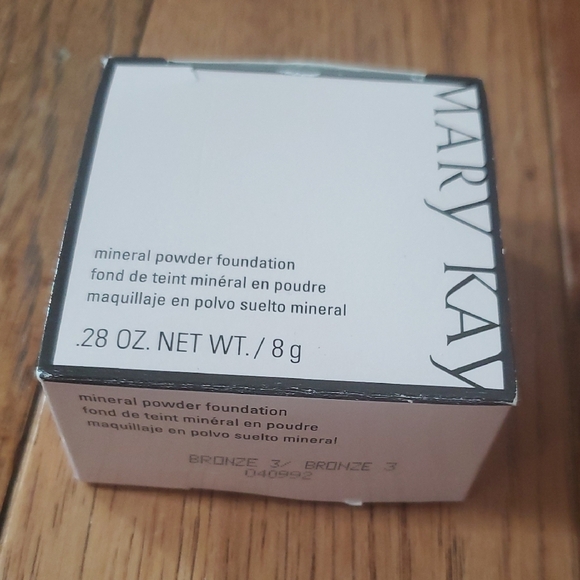 MARY KAY
mineral powder foundation
fond de teint minéral en poudre
maquillaje en polvo suelto mineral
.28 OZ. NET WT. / 8 g
mineral powder foundation
fond de teint minéral en poudre
maquillaje en polvo suelto mineral
BRONZE 3/ BRONZE 3
040992